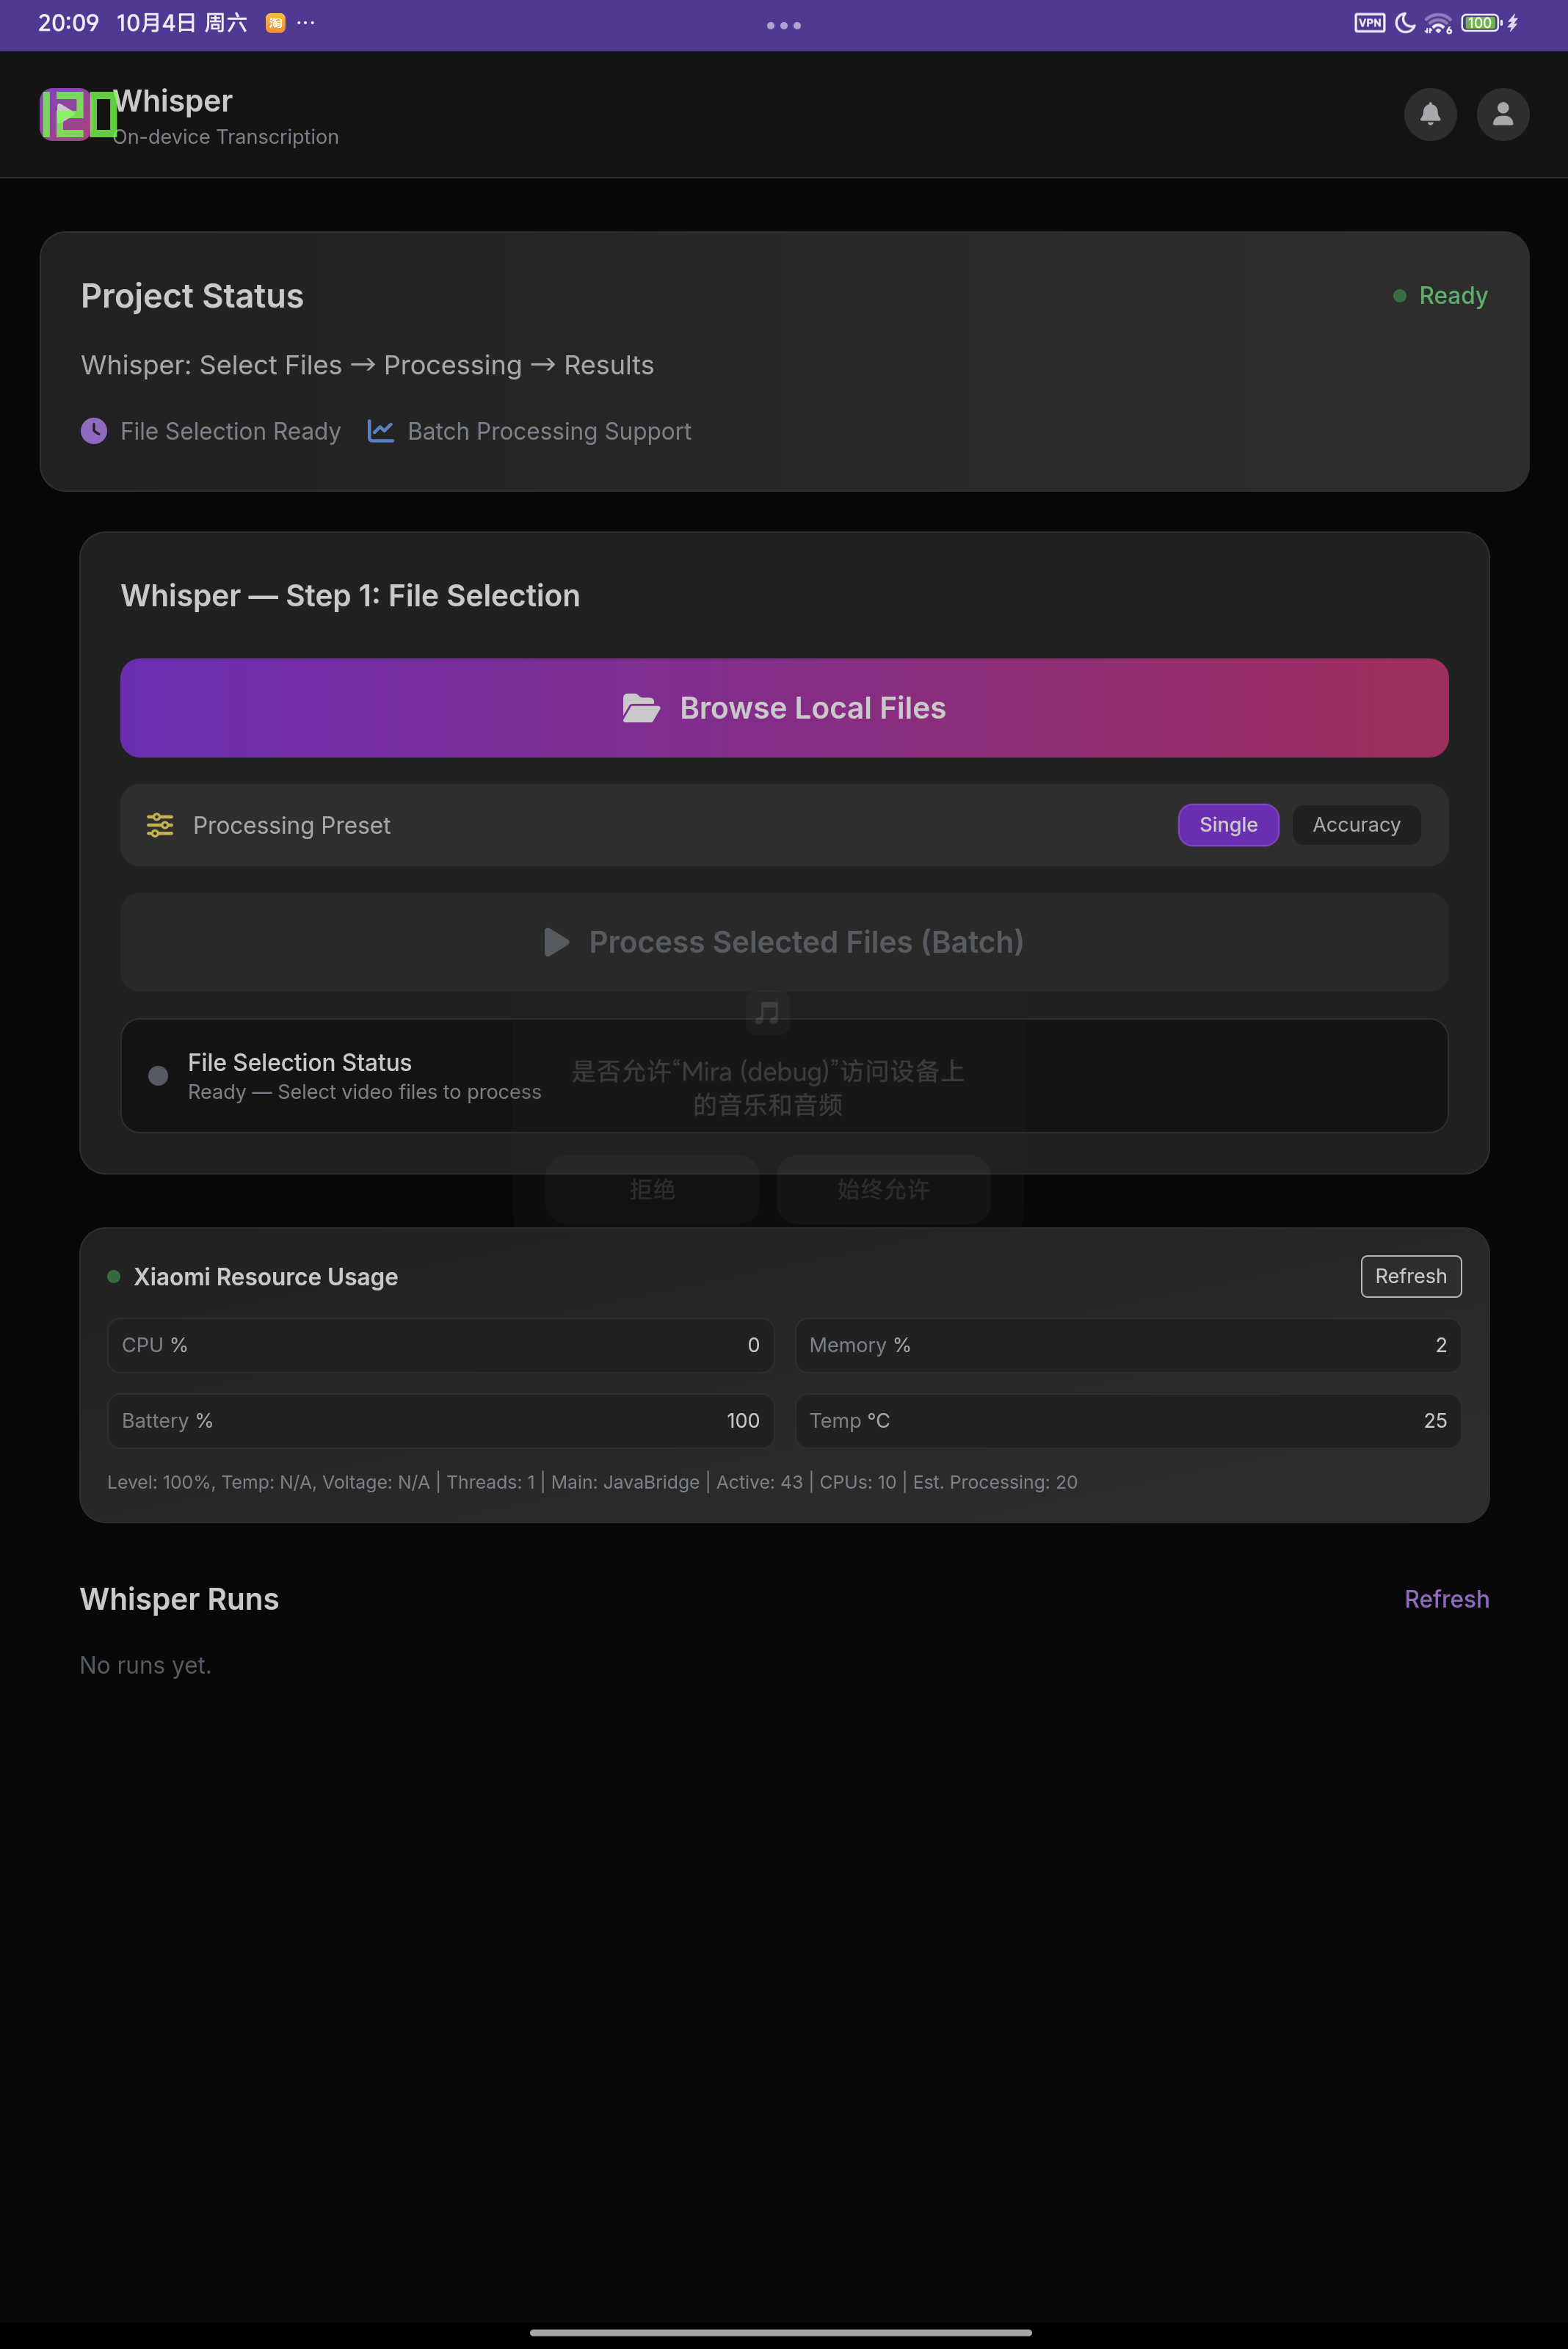 20:09 10月4日 周六 淘 ···
VPN 6 100
120
Whisper
On-device Transcription
Project Status
Ready
Whisper: Select Files → Processing → Results
File Selection Ready Batch Processing Support
Whisper — Step 1: File Selection
Browse Local Files
Processing Preset
Single Accuracy
Process Selected Files (Batch)
File Selection Status
Ready — Select video files to process
是否允许“Mira (debug)”访问设备上
的音乐和音频
拒绝 始终允许
Xiaomi Resource Usage
Refresh
CPU % 0 Memory % 2
Battery % 100 Temp °C 25
Level: 100%, Temp: N/A, Voltage: N/A | Threads: 1 | Main: JavaBridge | Active: 43 | CPUs: 10 | Est. Processing: 20
Whisper Runs
Refresh
No runs yet.